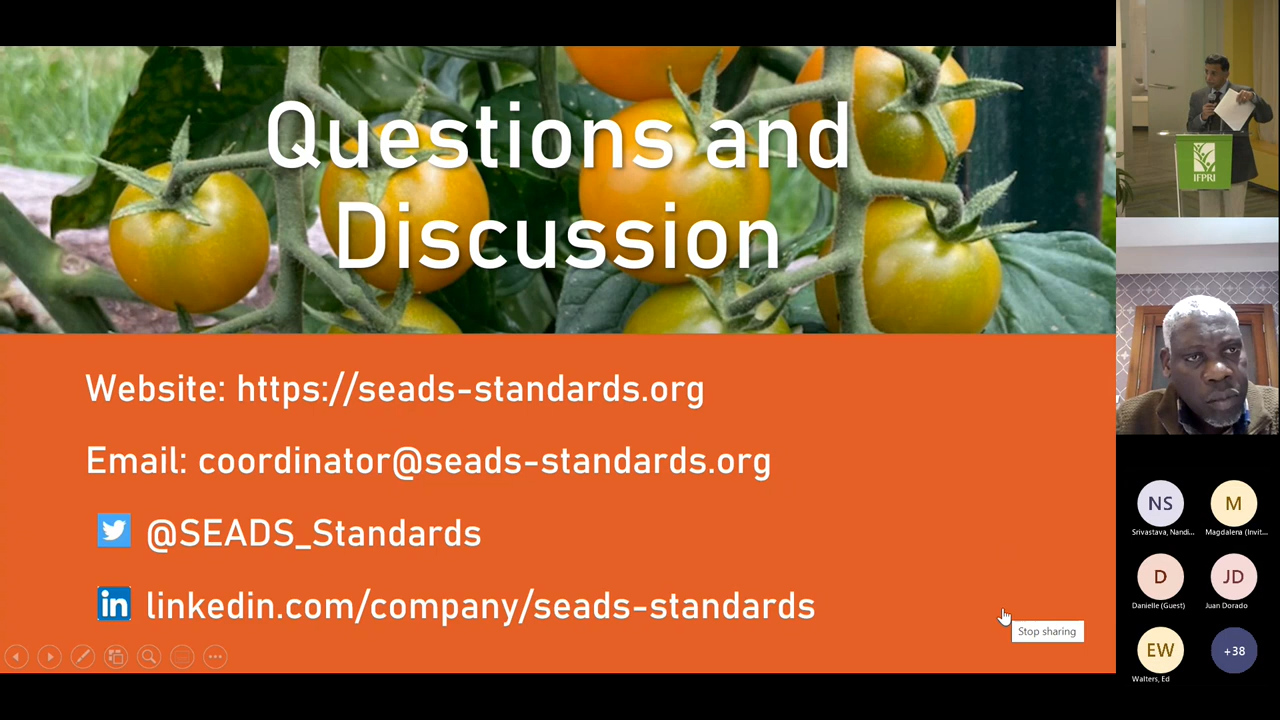 Questions and
Discussion
Website: https://seads-standards.org
Email: coordinator@seads-standards.org
@SEADS_Standards
in linkedin.com/company/seads-standards
Stop sharing
IFPRI
NS
M
Srivastava, Nandi...
Magdalena (Invit...
D
JD
Danielle (Guest)
Juan Dorado
EW
+38
Walters, Ed